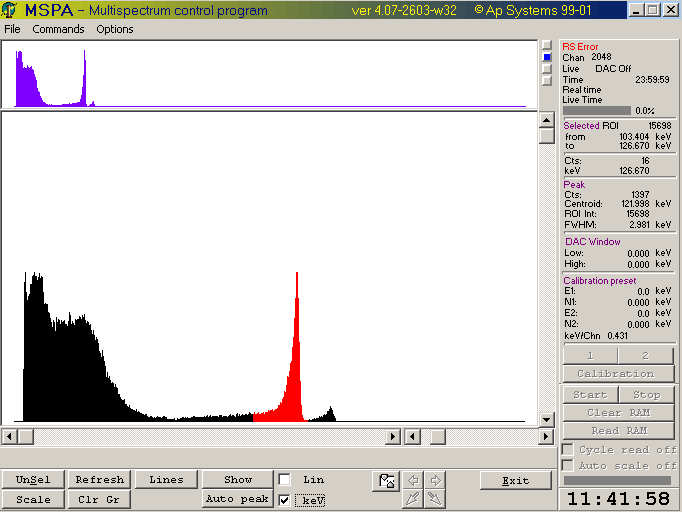 MSPA – Multispectrum control program ver 4.07-2603-w32 ©Ap Systems 99-01
File Commands Options
RS Error
Chan 2048
Live DAC Off
Time 23:59:59
Real time
Live Time
0.0%
Selected ROI 15698
from 103.404 keV
to 126.670 keV
Cts: 16
keV 126.670
Peak
Cts: 1397
Centroid: 121.998 keV
ROI Int: 15698
FWHM: 2.981 keV
DAC Window
Low: 0.000 keV
High: 0.000 keV
Calibration preset
E1: 0.0 keV
N1: 0.000 keV
E2: 0.0 keV
N2: 0.000 keV
keV/Chn 0.431
1 2
Calibration
Start Stop
Clear RAM
Read RAM
Cycle read off
Auto scale off
11:41:58
UnSel Refresh Lines Show Lin Exit
Scale Clr Gr Auto peak keV